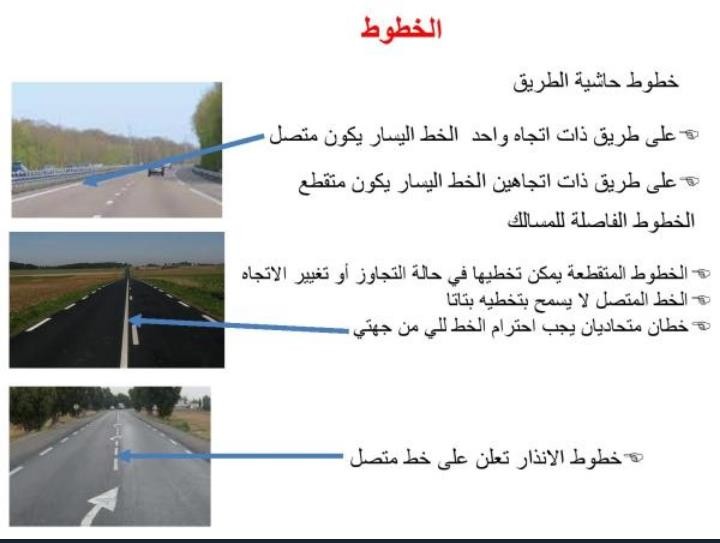 الخطوط
خطوط حاشية الطريق
على طريق ذات اتجاه واحد الخط اليسار يكون متصل
على طريق ذات اتجاهين الخط اليسار يكون متقطع
الخطوط الفاصلة للمسالك
الخطوط المتقطعة يمكن تخطيها في حالة التجاوز أو تغيير الاتجاه
الخط المتصل لا يسمح بتخطيه بتاتا
خطان متحاديان يجب احترام الخط للي من جهتي
خطوط الانذار تعلن على خط متصل